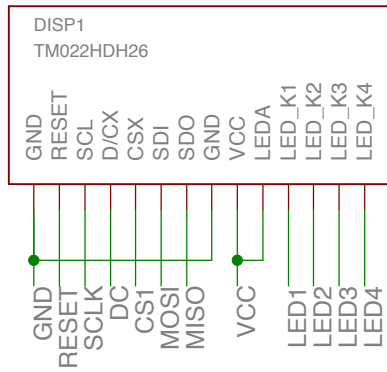 DISP1
TM022HDH26
GND
RESET
SCL
D/CX
CSX
SDI
SDO
GND
VCC
LEDA
LED_K1
LED_K2
LED_K3
LED_K4
GND
RESET
SCLK
DC
CS1
MOSI
MISO
VCC
LED1
LED2
LED3
LED4